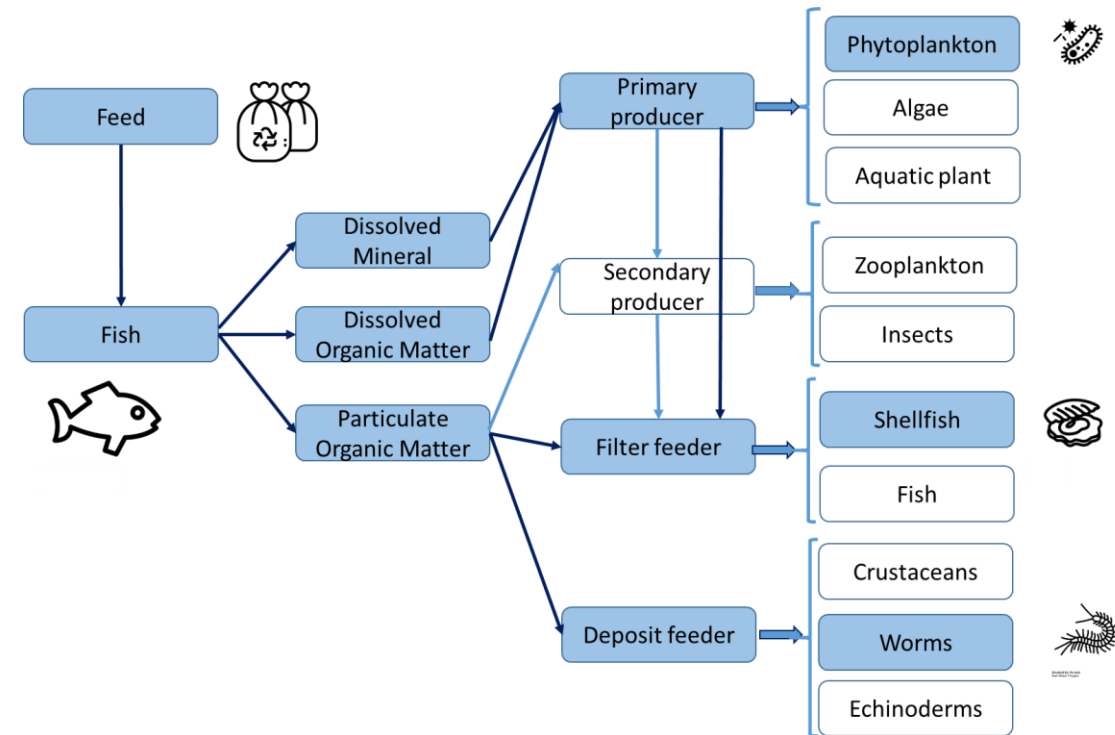 Feed
Fish
Dissolved
Mineral
Dissolved
Organic Matter
Particulate
Organic Matter
Primary
producer
Secondary
producer
Filter feeder
Deposit feeder
Phytoplankton
Algae
Aquatic plant
Zooplankton
Insects
Shellfish
Fish
Crustaceans
Worms
Echinoderms